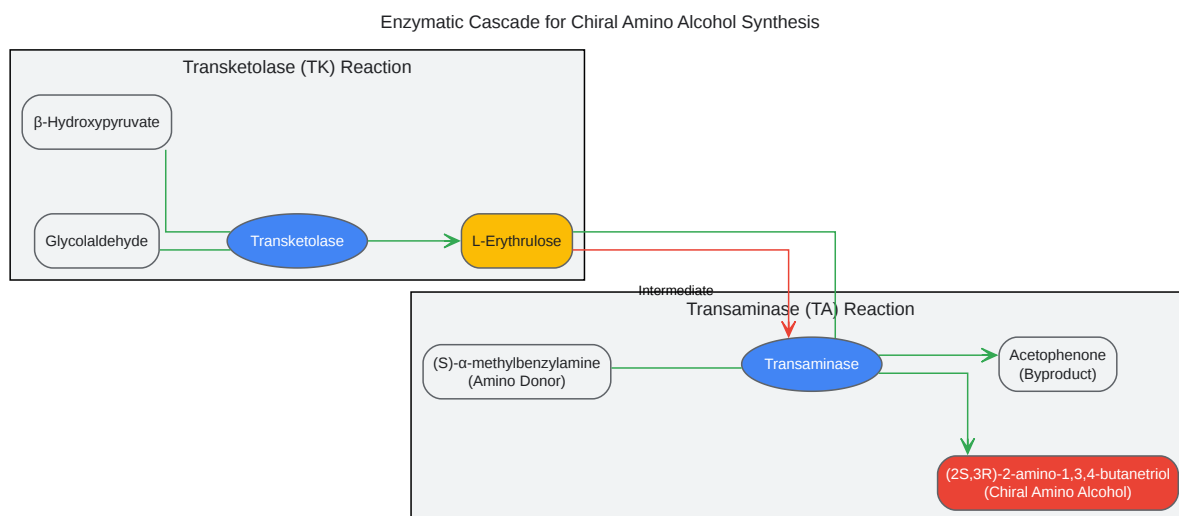 Enzymatic Cascade for Chiral Amino Alcohol Synthesis
Transketolase (TK) Reaction
β-Hydroxypyruvate
Glycolaldehyde
Transketolase
L-Erythrulose
Intermediate
Transaminase (TA) Reaction
(S)-α-methylbenzylamine
(Amino Donor)
Transaminase
Acetophenone
(Byproduct)
(2S,3R)-2-amino-1,3,4-butanetriol
(Chiral Amino Alcohol)